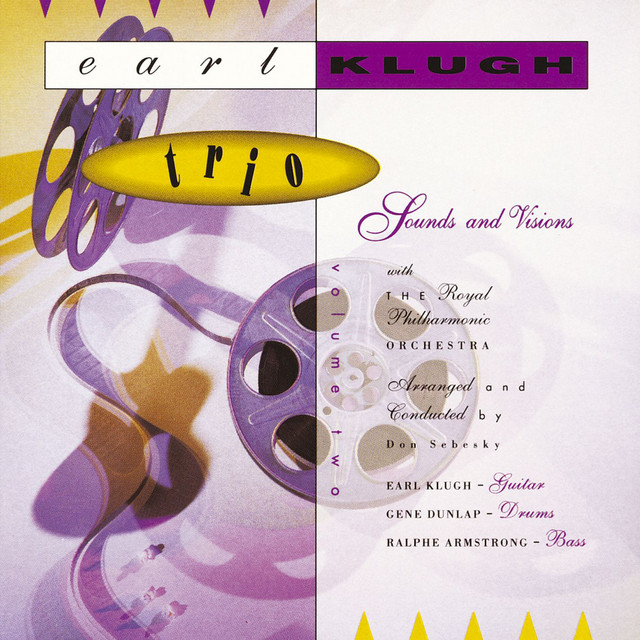 earl KLUGH
trio
Sounds and Visions
volume two
with
THE Royal
Philharmonic
ORCHESTRA
Arranged and
Conducted by
Don Sebesky
EARL KLUGH – Guitar
GENE DUNLAP – Drums
RALPHE ARMSTRONG – Bass